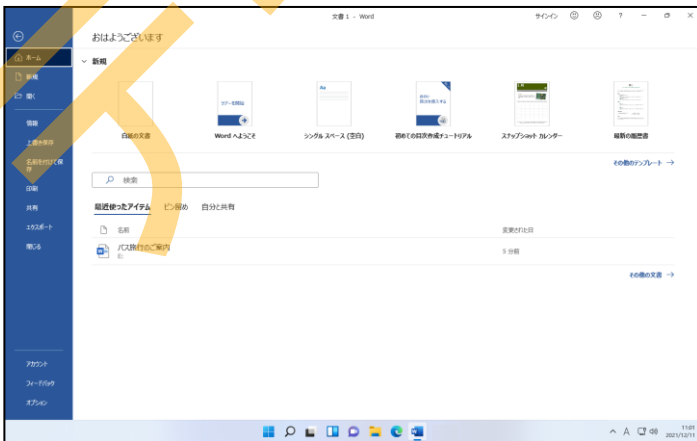 文書 1 - Word
サインイン
?
おはようございます
ホーム
新規
開く
情報
上書き保存
名前を付けて保存
印刷
共有
エクスポート
閉じる
アカウント
フィードバック
オプション
新規
Aa
ツアー開始
白紙の文書
Word へようこそ
シングル スペース (空白)
初めての目次作成チュートリアル
スナップショット カレンダー
最新の履歴書
その他のテンプレート →
検索
最近使ったアイテム ピン留め 自分と共有
名前
変更された日
バス旅行のご案内
E:
5 分前
その他の文書 →
A
11:01
2021/12/11